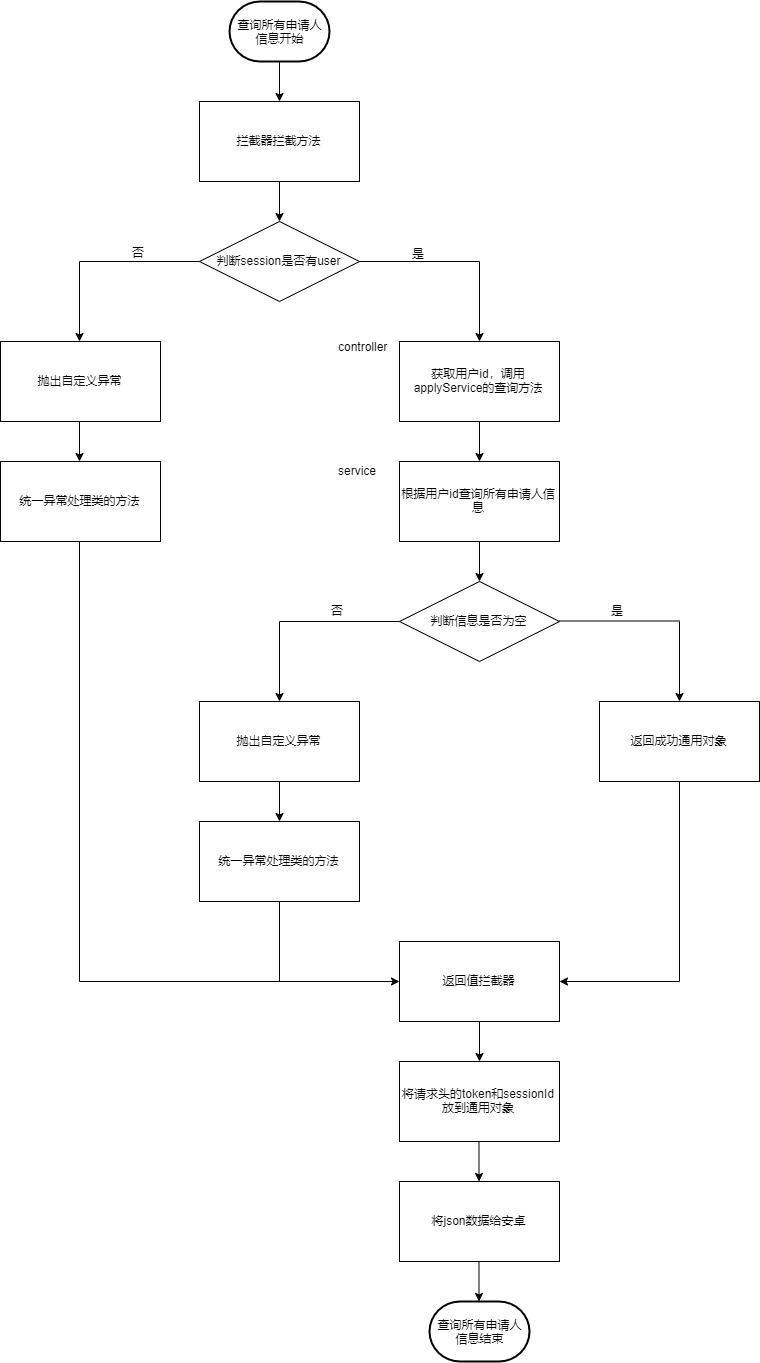 查询所有申请人
信息开始
拦截器拦截方法
判断session是否有user
否
是
抛出自定义异常
统一异常处理类的方法
controller
获取用户id，调用
applyService的查询方法
service
根据用户id查询所有申请人信
息
判断信息是否为空
否
是
抛出自定义异常
统一异常处理类的方法
返回成功通用对象
返回值拦截器
将请求头的token和sessionId
放到通用对象
将json数据给安卓
查询所有申请人
信息结束